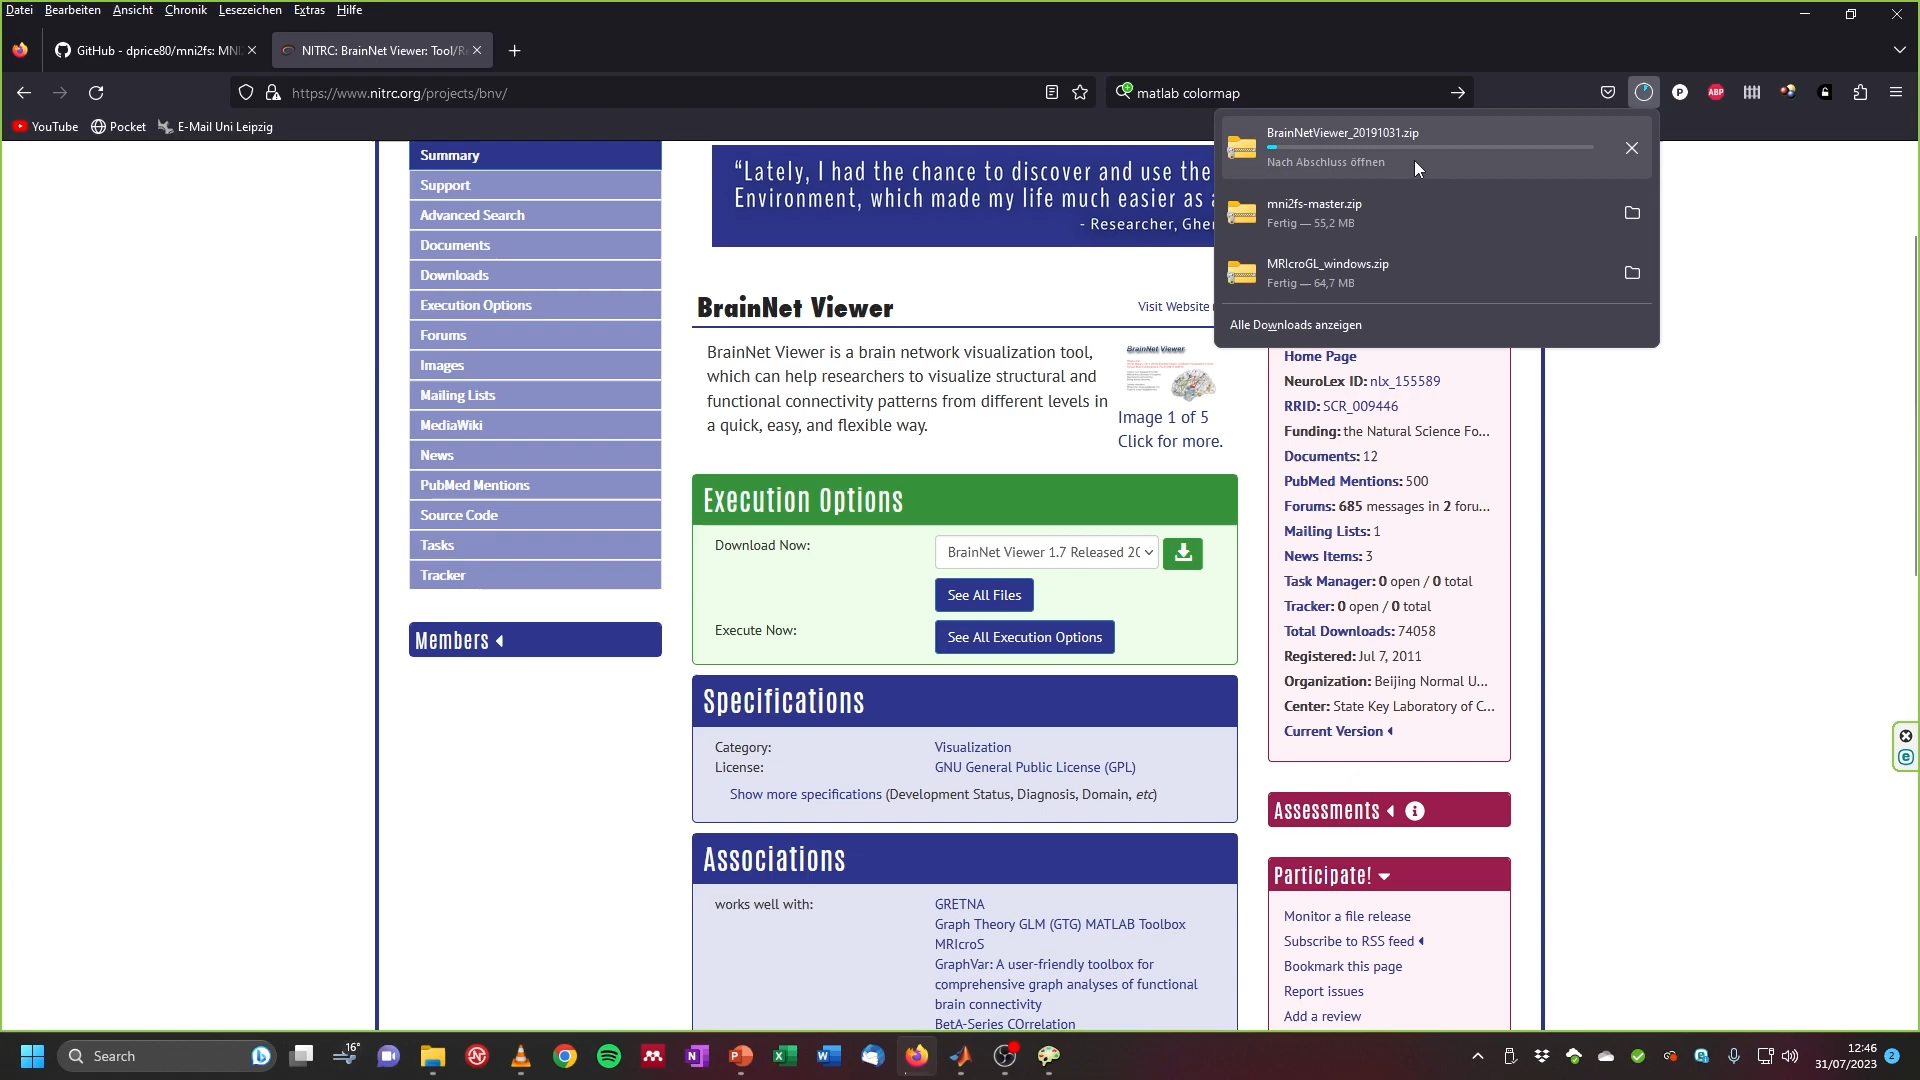 Datei Bearbeiten Ansicht Chronik Lesezeichen Extras Hilfe
GitHub - dprice80/mni2fs: MNI
NITRC: BrainNet Viewer: Tool/Re
https://www.nitrc.org/projects/bnv/
matlab colormap
P
ABP
YouTube Pocket E-Mail Uni Leipzig
BrainNetViewer_20191031.zip
Nach Abschluss öffnen
mni2fs-master.zip
Fertig — 55,2 MB
MRIcroGL_windows.zip
Fertig — 64,7 MB
Alle Downloads anzeigen
Summary
Support
Advanced Search
Documents
Downloads
Execution Options
Forums
Images
Mailing Lists
MediaWiki
News
PubMed Mentions
Source Code
Tasks
Tracker
Members
“Lately, I had the chance to discover and use the
Environment, which made my life much easier as a
- Researcher, Gher
BrainNet Viewer
Visit Website
BrainNet Viewer is a brain network visualization tool,
which can help researchers to visualize structural and
functional connectivity patterns from different levels in
a quick, easy, and flexible way.
BrainNet Viewer
Image 1 of 5
Click for more.
Execution Options
Download Now:
BrainNet Viewer 1.7 Released 20
See All Files
Execute Now:
See All Execution Options
Specifications
Category: Visualization
License: GNU General Public License (GPL)
Show more specifications (Development Status, Diagnosis, Domain, etc)
Associations
works well with: GRETNA
Graph Theory GLM (GTG) MATLAB Toolbox
MRIcroS
GraphVar: A user-friendly toolbox for
comprehensive graph analyses of functional
brain connectivity
BetA-Series COrrelation
Home Page
NeuroLex ID: nlx_155589
RRID: SCR_009446
Funding: the Natural Science Fo...
Documents: 12
PubMed Mentions: 500
Forums: 685 messages in 2 foru...
Mailing Lists: 1
News Items: 3
Task Manager: 0 open / 0 total
Tracker: 0 open / 0 total
Total Downloads: 74058
Registered: Jul 7, 2011
Organization: Beijing Normal U...
Center: State Key Laboratory of C...
Current Version
Assessments
Participate!
Monitor a file release
Subscribe to RSS feed
Bookmark this page
Report issues
Add a review
Search
16°
12:46
31/07/2023
2